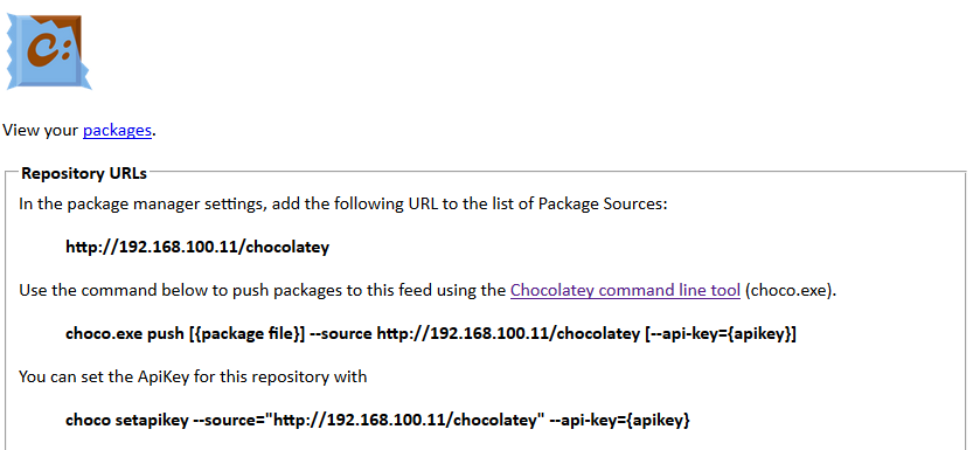 C:
View your packages.
Repository URLs
In the package manager settings, add the following URL to the list of Package Sources:
http://192.168.100.11/chocolatey
Use the command below to push packages to this feed using the Chocolatey command line tool (choco.exe).
choco.exe push [{package file}] --source http://192.168.100.11/chocolatey [--api-key={apikey}]
You can set the ApiKey for this repository with
choco setapikey --source="http://192.168.100.11/chocolatey" --api-key={apikey}